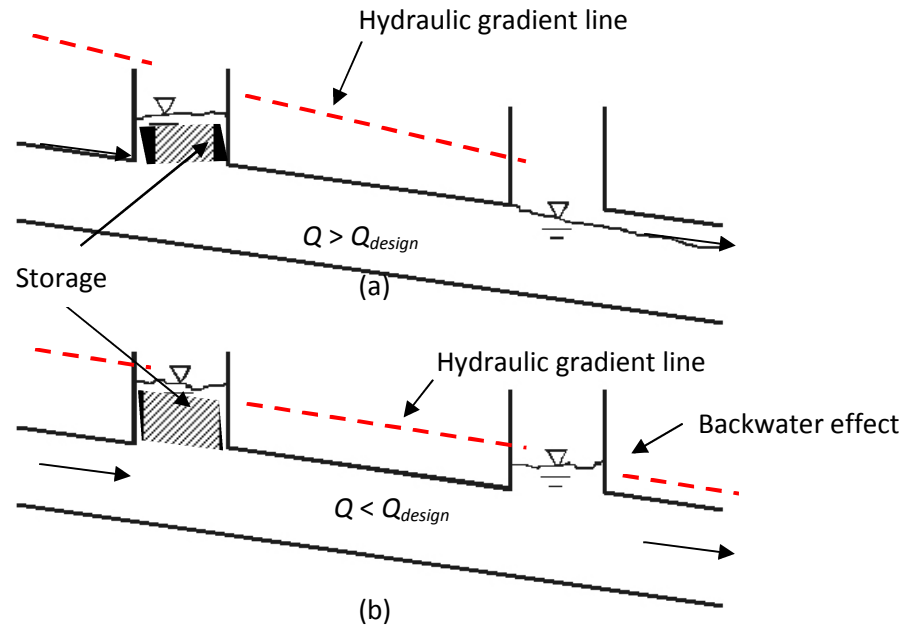 Hydraulic gradient line
Q > Qdesign
Storage
(a)
Hydraulic gradient line
Backwater effect
Q < Qdesign
(b)